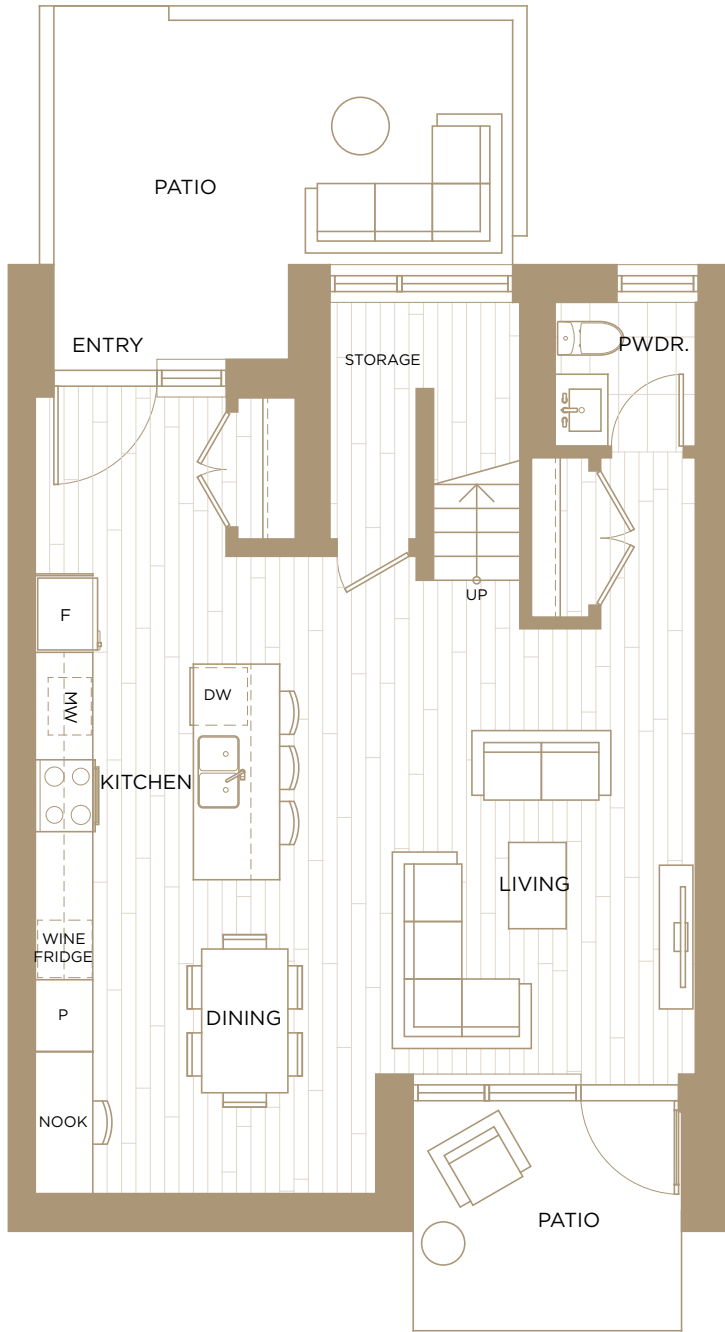 PATIO
ENTRY
STORAGE
PWDR.
UP
F
MW
DW
KITCHEN
LIVING
WINE
FRIDGE
P
DINING
NOOK
PATIO